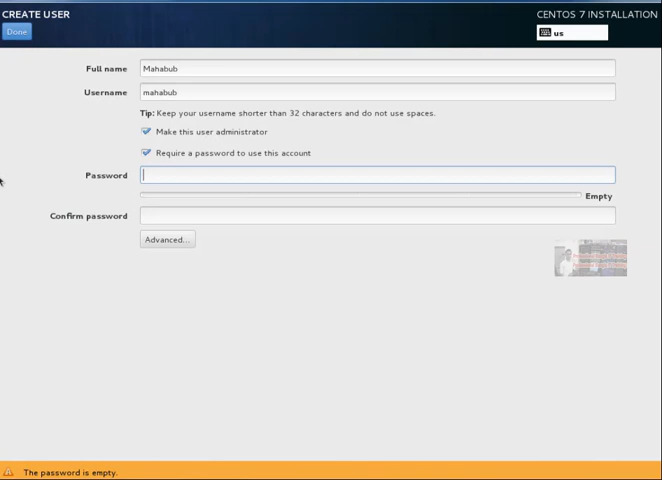 CREATE USER
CENTOS 7 INSTALLATION
Done
us
Full name
Mahabub
Username
mahabub
Tip: Keep your username shorter than 32 characters and do not use spaces.
Make this user administrator
Require a password to use this account
Password
Empty
Confirm password
Advanced...
The password is empty.